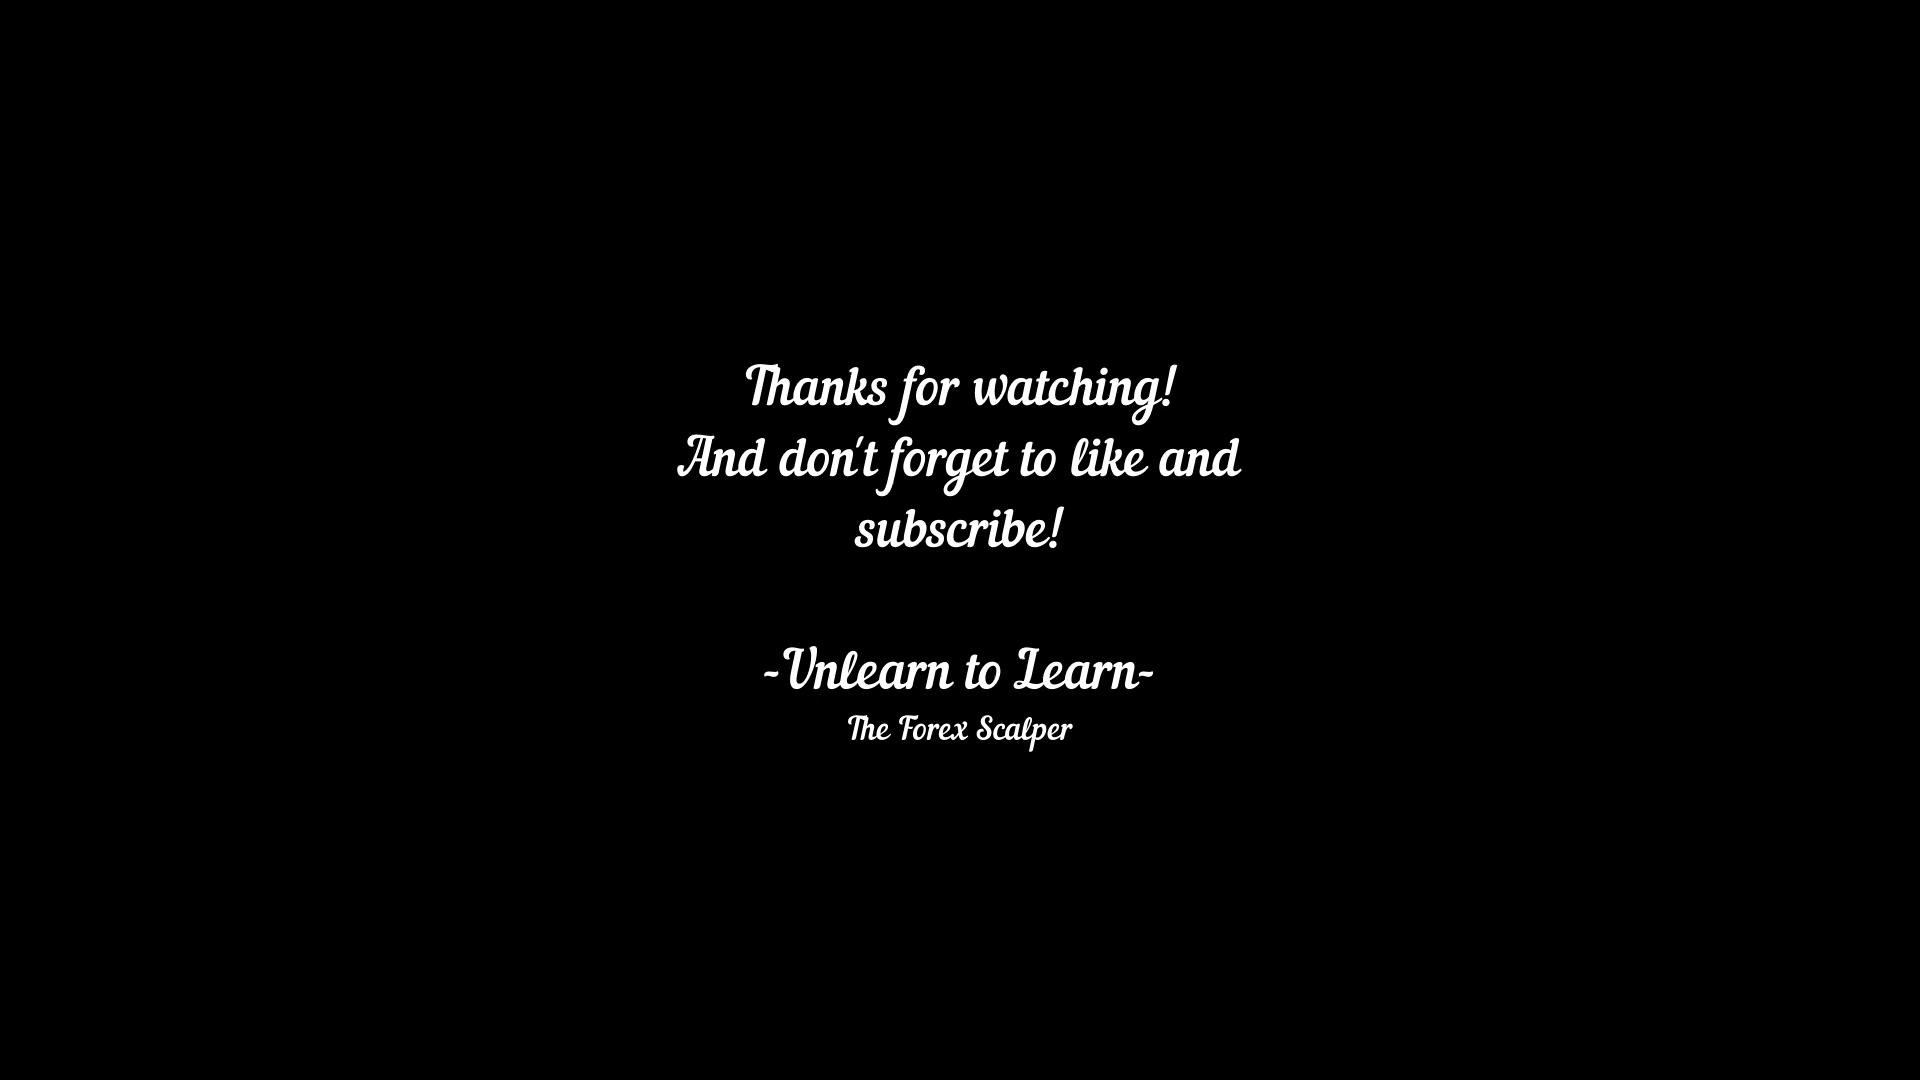 Thanks for watching!
And don't forget to like and
subscribe!
-Unlearn to Learn-
The Forex Scalper